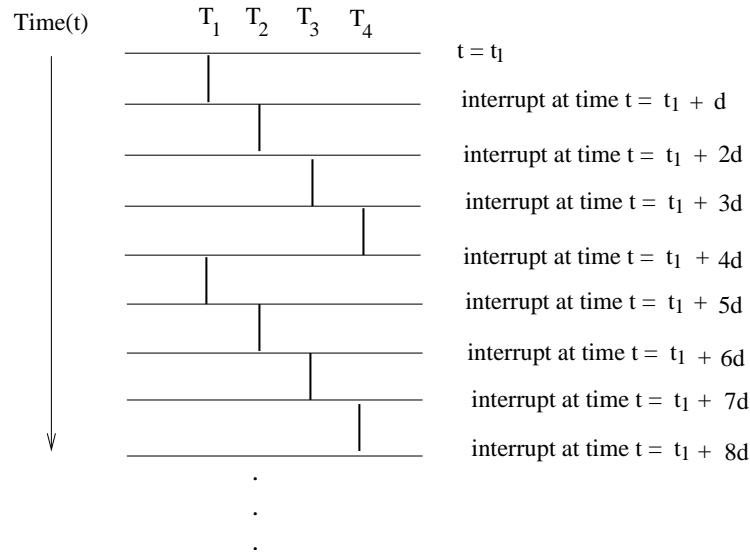 Time(t) T1 T2 T3 T4
t = t1
interrupt at time t = t1 + d
interrupt at time t = t1 + 2d
interrupt at time t = t1 + 3d
interrupt at time t = t1 + 4d
interrupt at time t = t1 + 5d
interrupt at time t = t1 + 6d
interrupt at time t = t1 + 7d
interrupt at time t = t1 + 8d
.
.
.